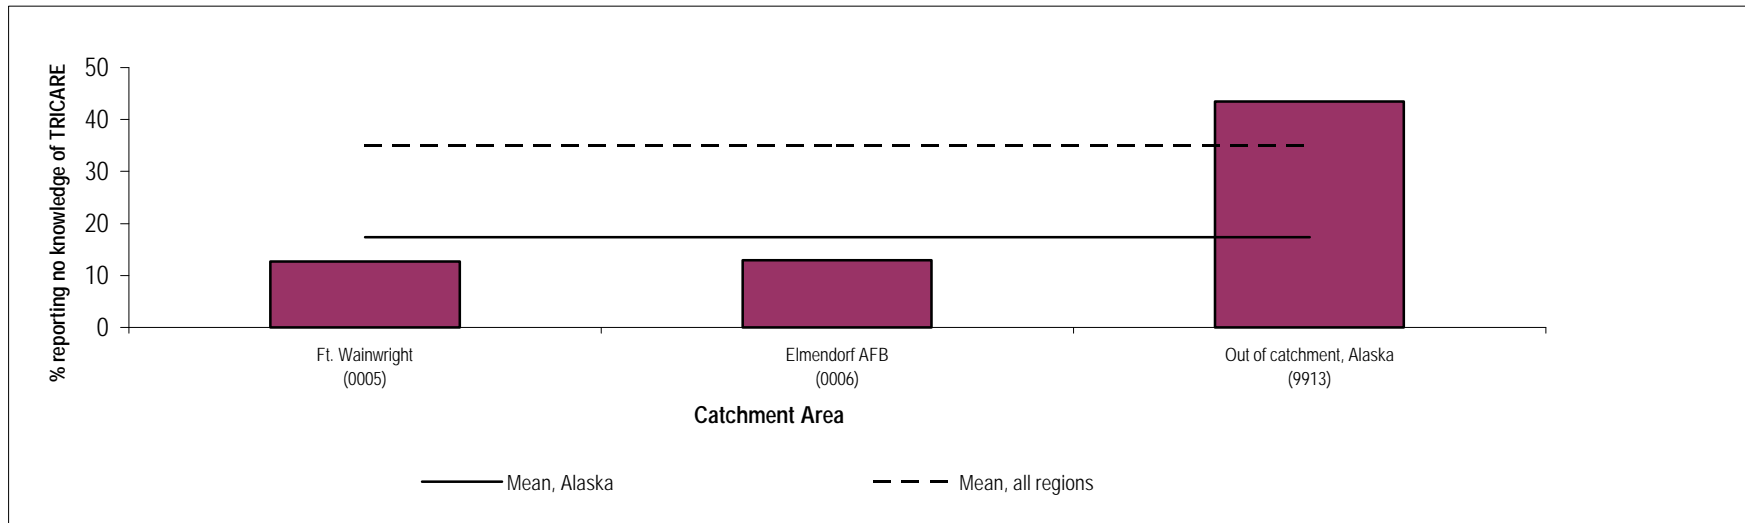 % reporting no knowledge of TRICARE
50
40
30
20
10
0
Ft. Wainwright
(0005)
Elmendorf AFB
(0006)
Out of catchment, Alaska
(9913)
Catchment Area
Mean, Alaska
Mean, all regions